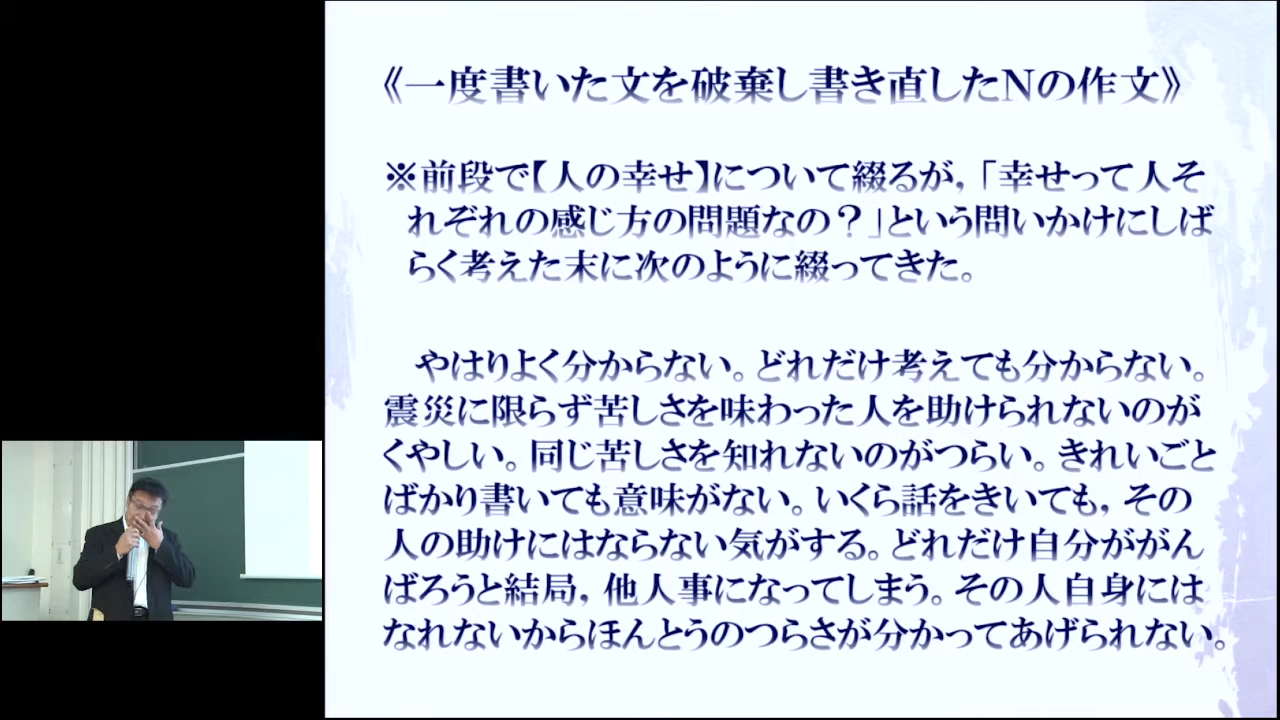 《一度書いた文を破棄し書き直したNの作文》
※前段で【人の幸せ】について綴るが，「幸せって人そ
れぞれの感じ方の問題なの？」という問いかけにしば
らく考えた末に次のように綴ってきた。
やはりよく分からない。どれだけ考えても分からない。
震災に限らず苦しさを味わった人を助けられないのが
くやしい。同じ苦しさを知れないのがつらい。きれいごと
ばかり書いても意味がない。いくら話をきいても，その
人の助けにはならない気がする。どれだけ自分ががん
ばろうと結局，他人事になってしまう。その人自身には
なれないからほんとうのつらさが分かってあげられない。